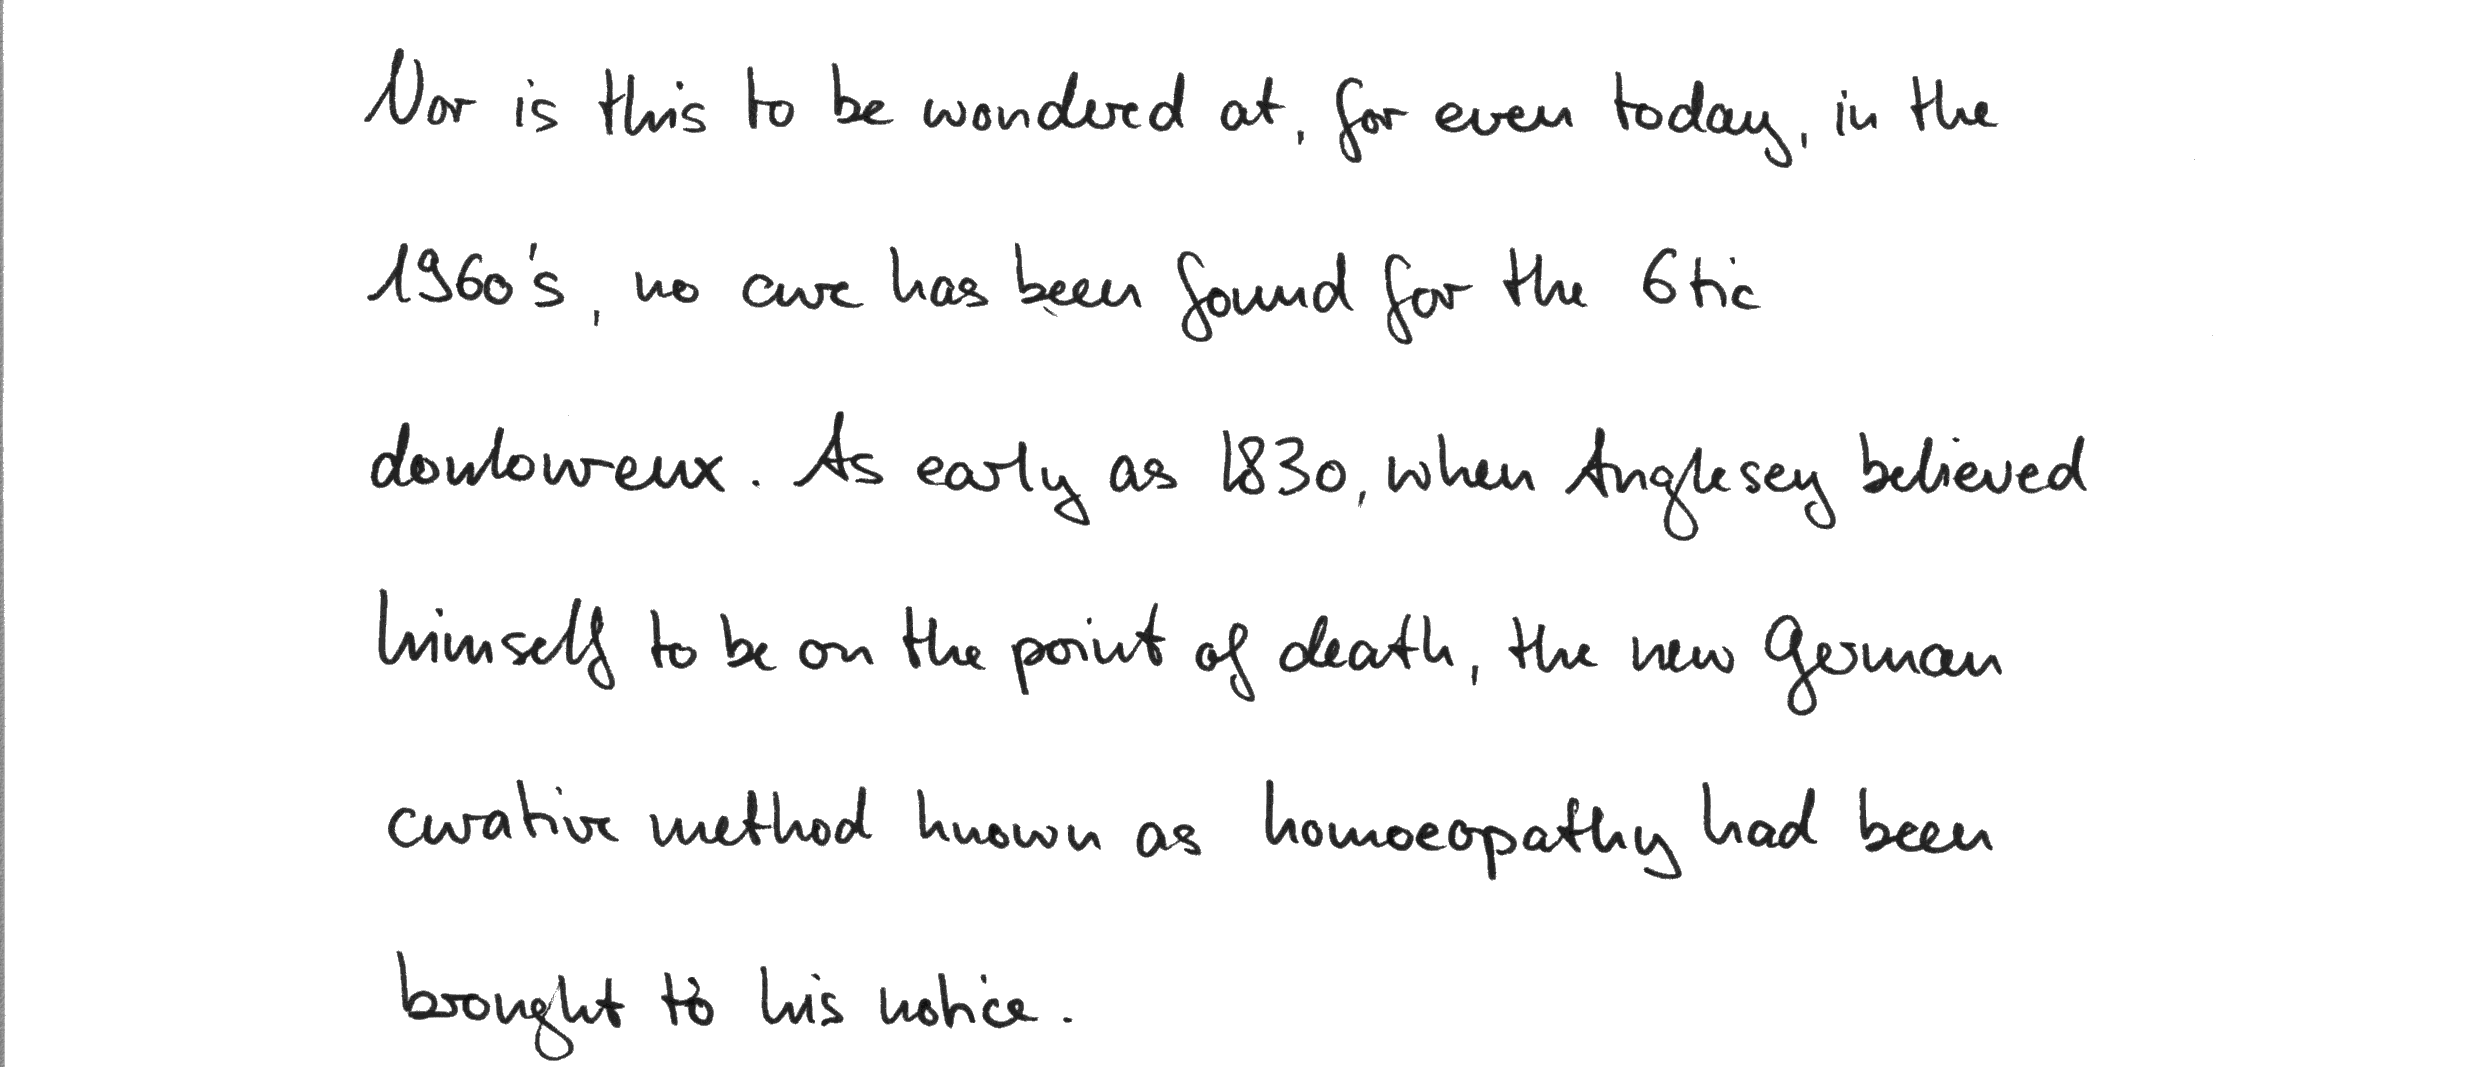 Nor is this to be wondered at, for even today, in the
1960's, no cure has been found for the 6tic
douloureux. As early as 1830, when Anglesey believed
himself to be on the point of death, the new German
curative method known as homoeopathy had been
brought to his notice.